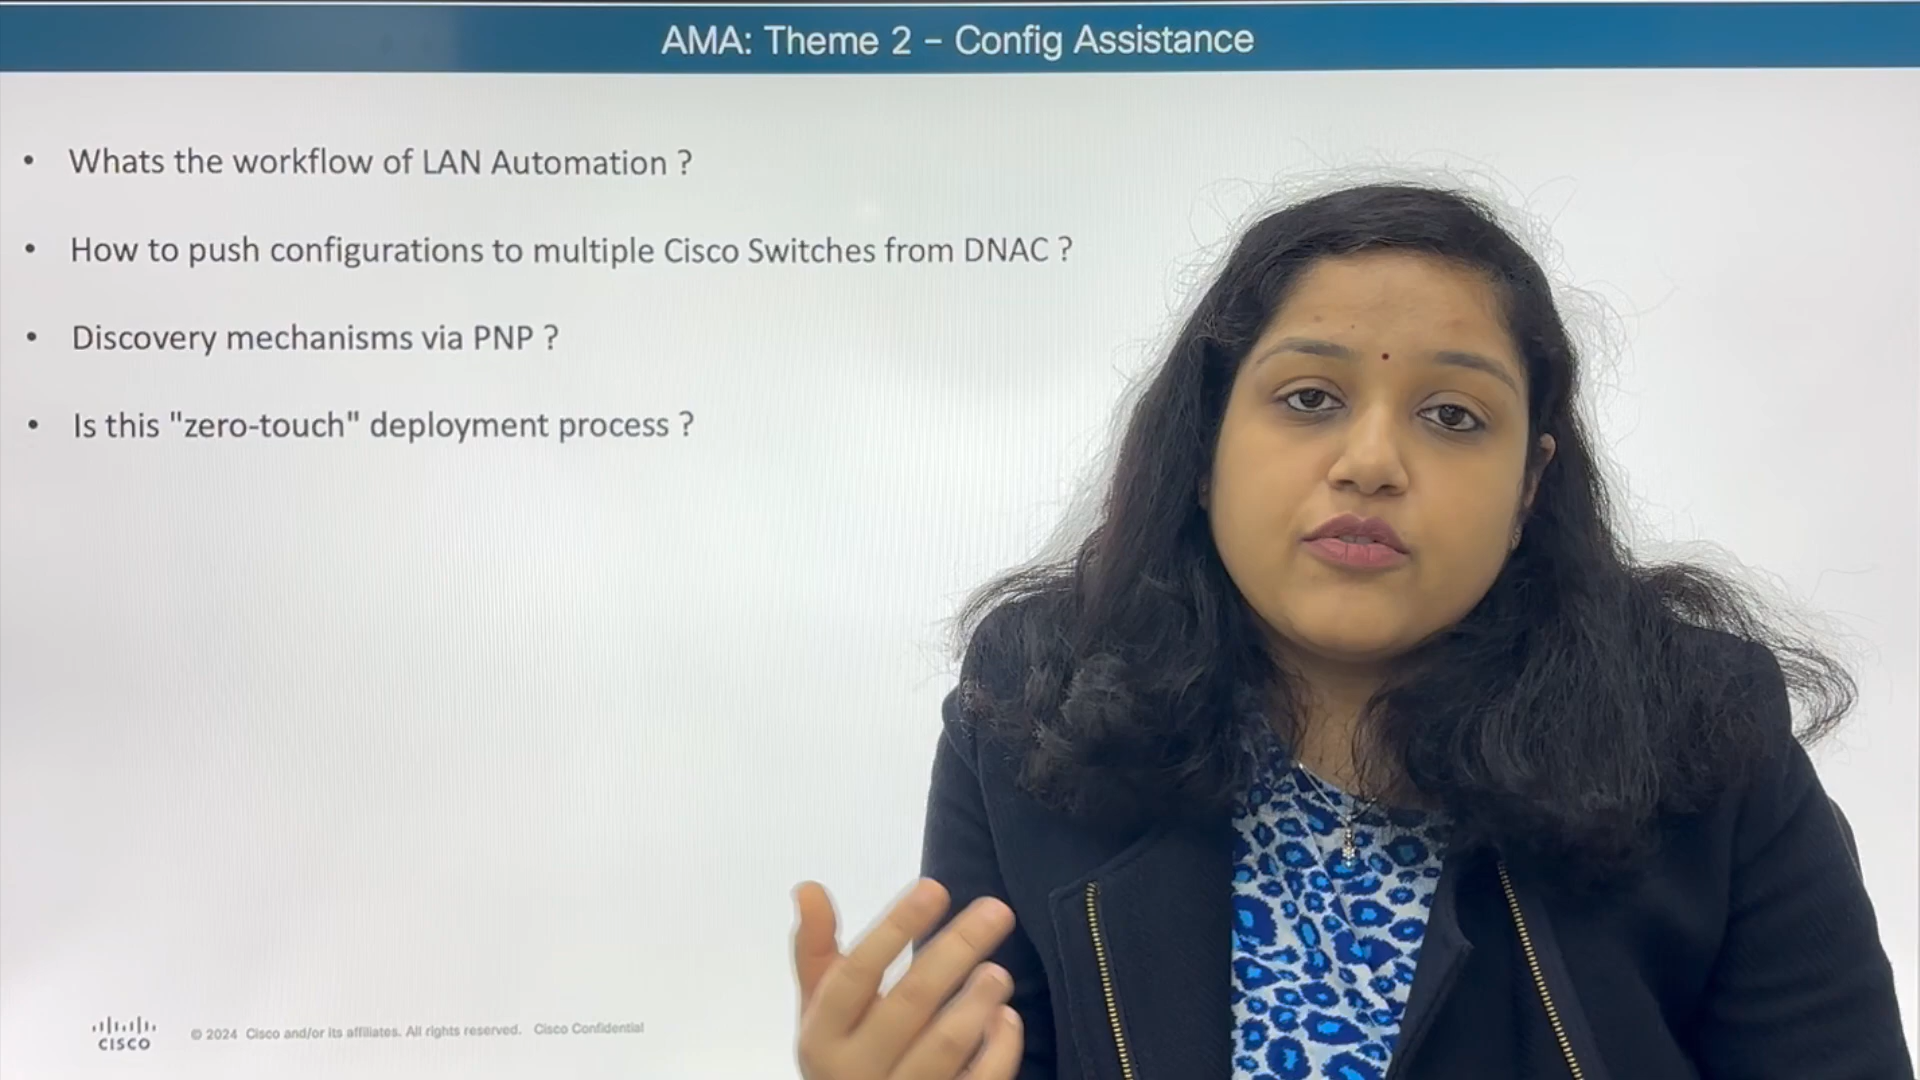 AMA: Theme 2 – Config Assistance
• Whats the workflow of LAN Automation ?
• How to push configurations to multiple Cisco Switches from DNAC ?
• Discovery mechanisms via PNP ?
• Is this "zero-touch" deployment process ?
CISCO
© 2024 Cisco and/or its affiliates. All rights reserved. Cisco Confidential